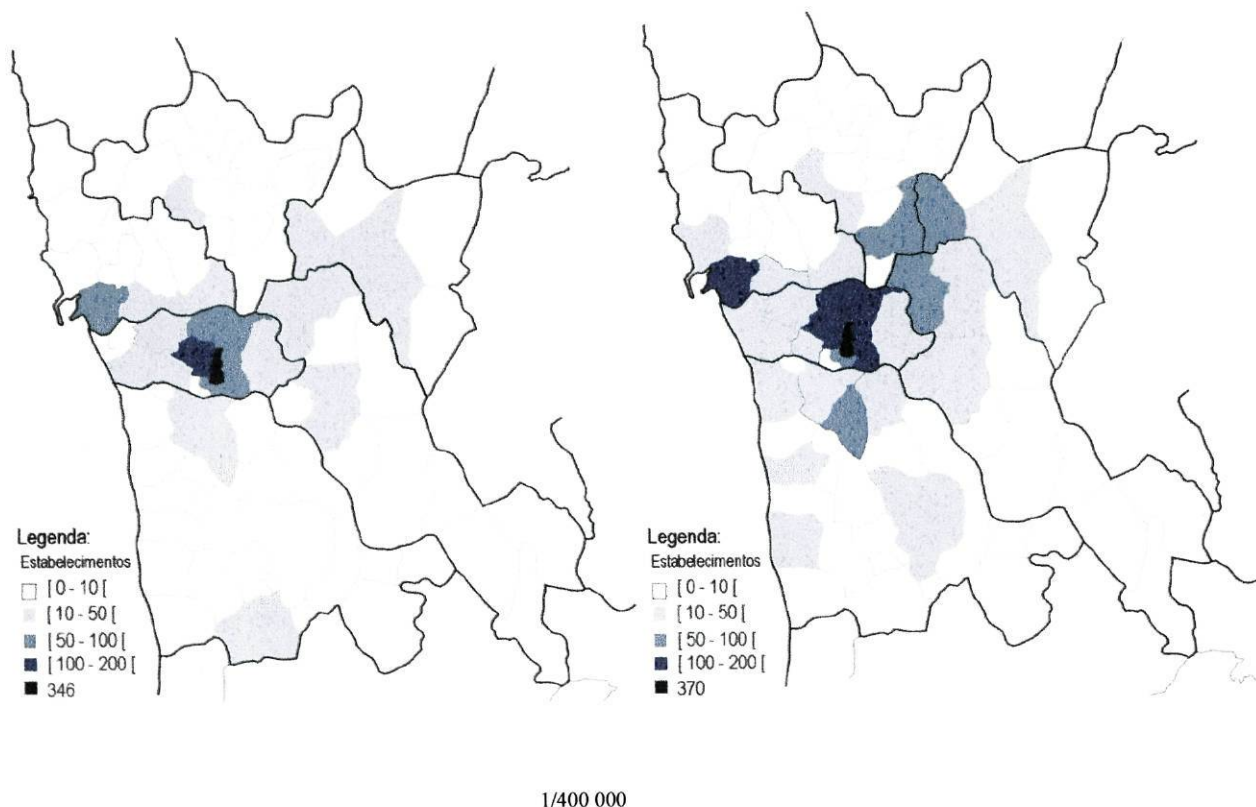 Legenda:
Estabelecimentos
[ 0 - 10 [
[ 10 - 50 [
[ 50 - 100 [
[ 100 - 200 [
346
Legenda:
Estabelecimentos
[ 0 - 10 [
[ 10 - 50 [
[ 50 - 100 [
[ 100 - 200 [
370
1/400 000